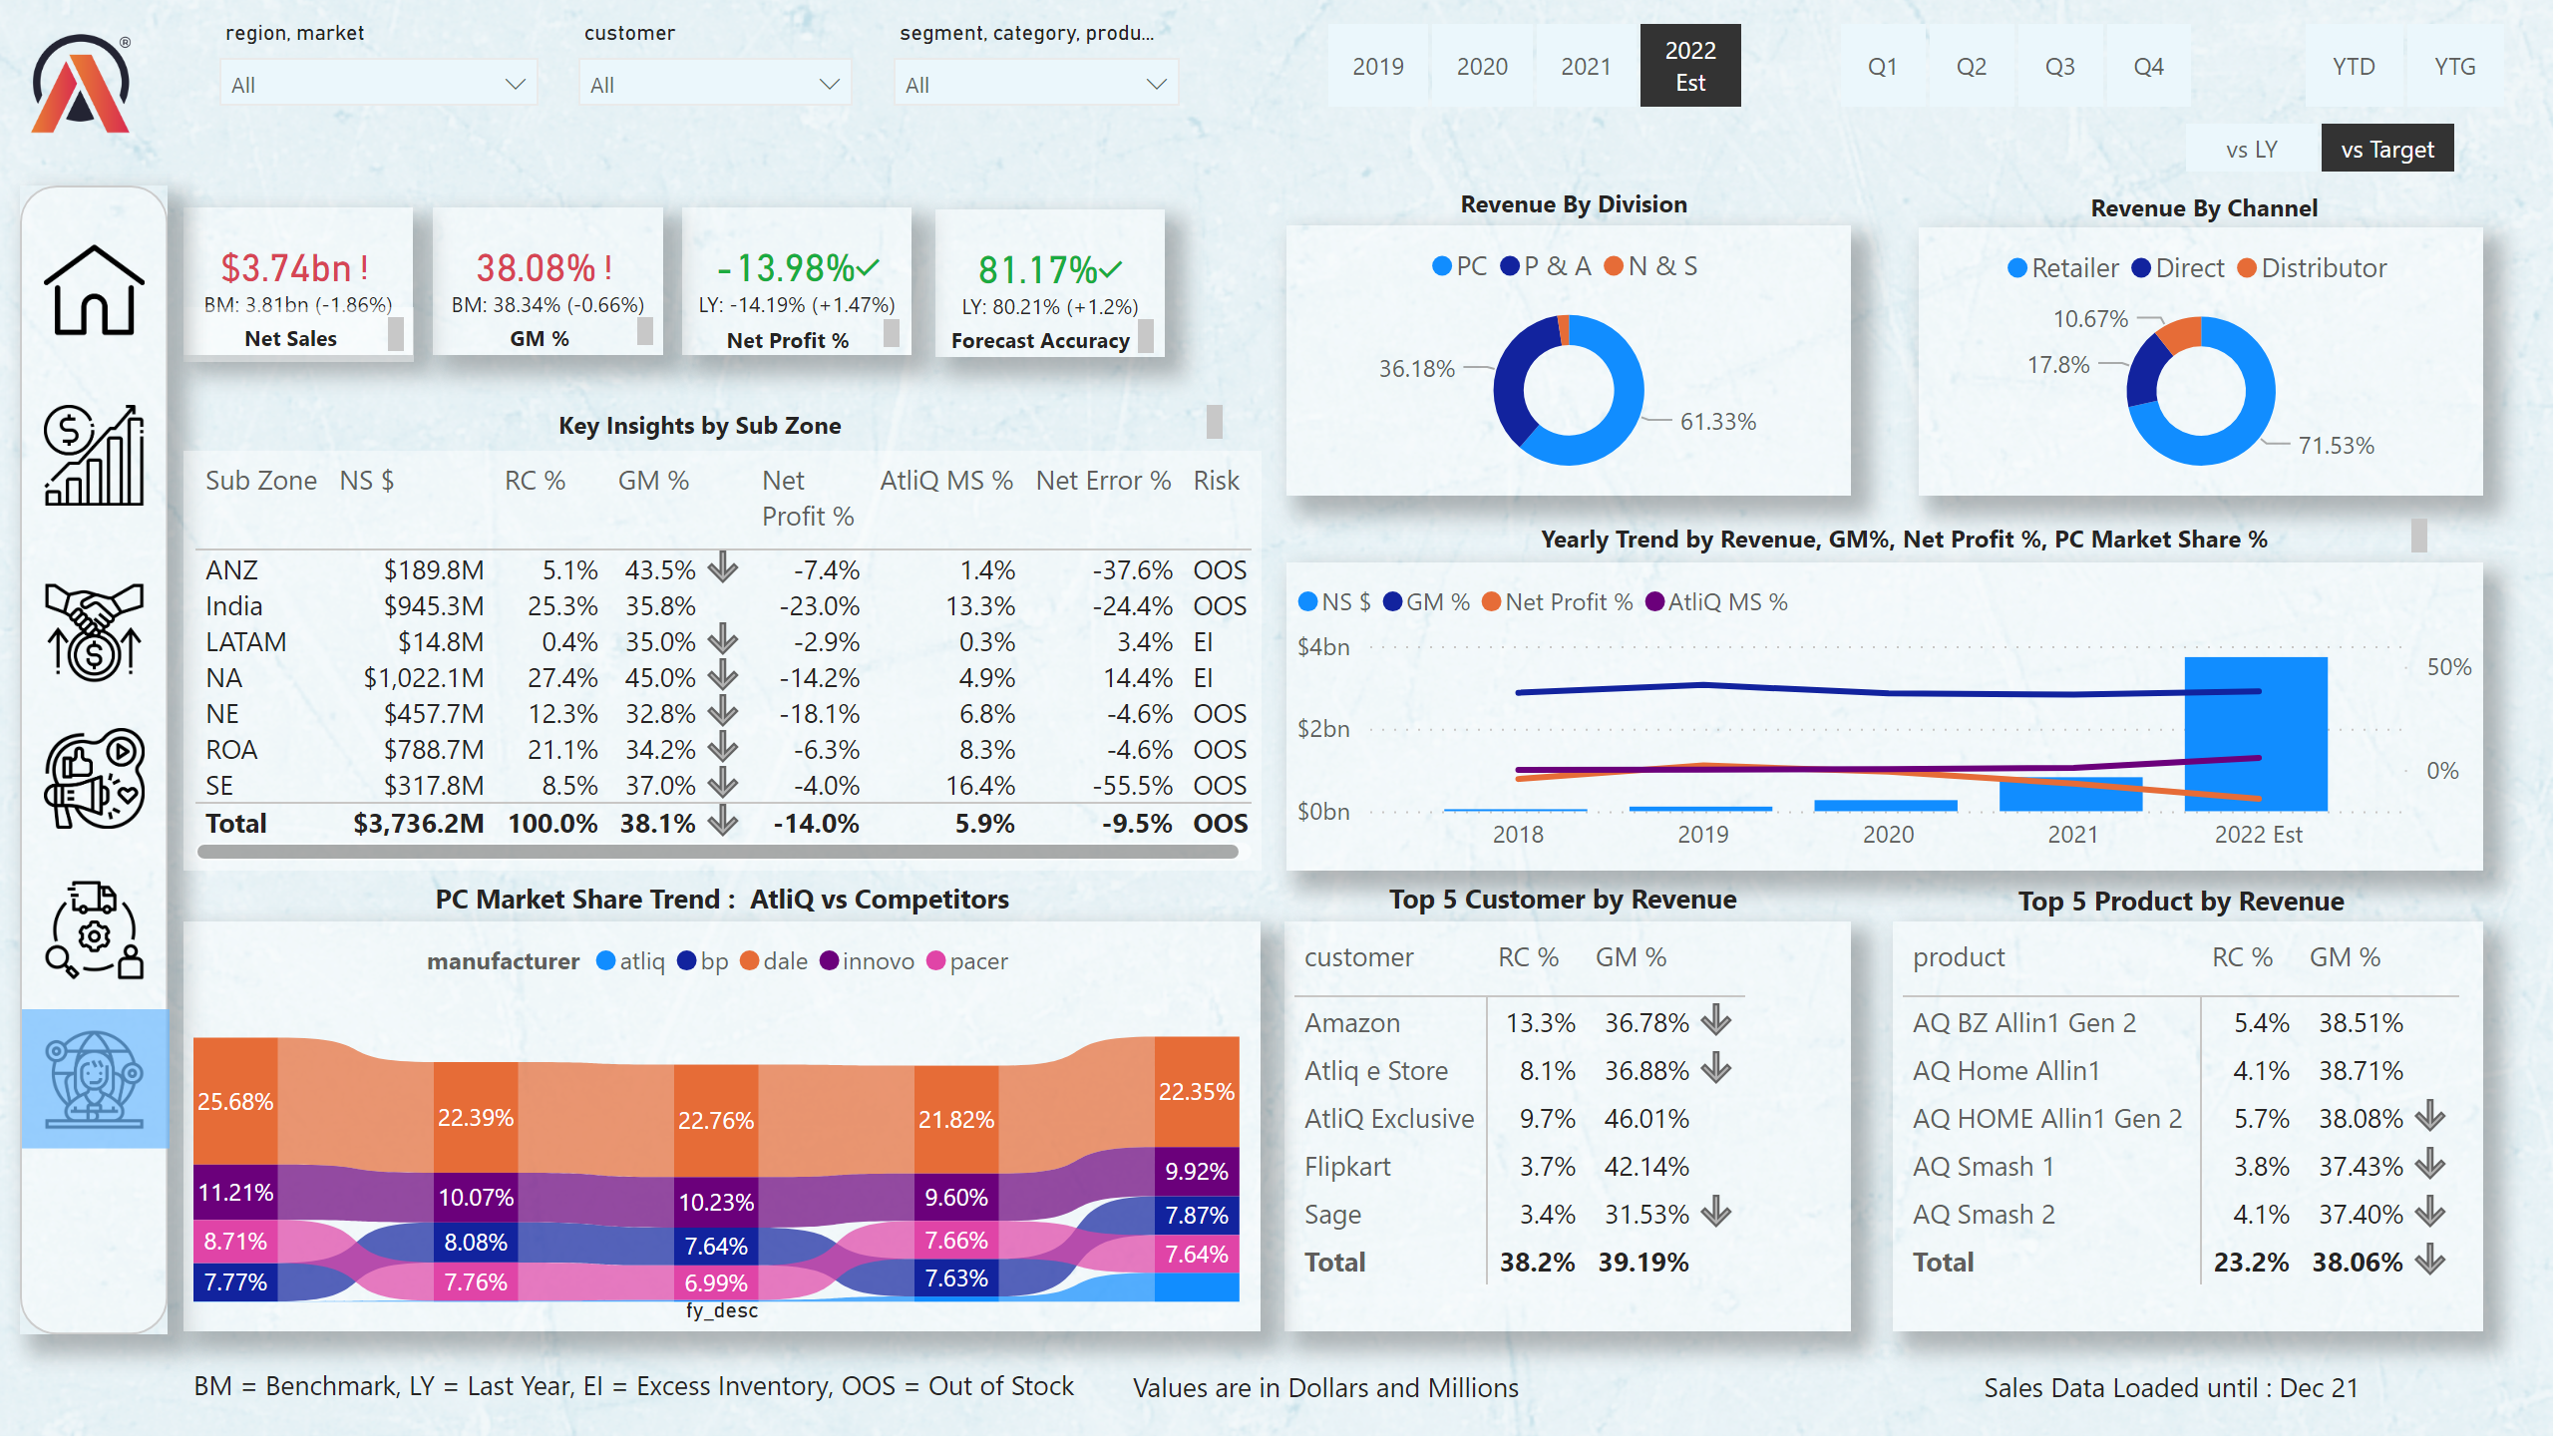 ®
region, market
customer
segment, category, produ...
All
All
All
2019
2020
2021
2022
Est
Q1
Q2
Q3
Q4
YTD
YTG
vs LY
vs Target
$3.74bn !
BM: 3.81bn (-1.86%)
Net Sales
38.08% !
BM: 38.34% (-0.66%)
GM %
-13.98%✓
LY: -14.19% (+1.47%)
Net Profit %
81.17%✓
LY: 80.21% (+1.2%)
Forecast Accuracy
Revenue By Division
PC P & A N & S
36.18%
61.33%
Revenue By Channel
Retailer Direct Distributor
10.67%
17.8%
71.53%
Key Insights by Sub Zone
Sub Zone NS $ RC % GM % Net Profit % AtliQ MS % Net Error % Risk
ANZ $189.8M 5.1% 43.5% -7.4% 1.4% -37.6% OOS
India $945.3M 25.3% 35.8% -23.0% 13.3% -24.4% OOS
LATAM $14.8M 0.4% 35.0% -2.9% 0.3% 3.4% EI
NA $1,022.1M 27.4% 45.0% -14.2% 4.9% 14.4% EI
NE $457.7M 12.3% 32.8% -18.1% 6.8% -4.6% OOS
ROA $788.7M 21.1% 34.2% -6.3% 8.3% -4.6% OOS
SE $317.8M 8.5% 37.0% -4.0% 16.4% -55.5% OOS
Total $3,736.2M 100.0% 38.1% -14.0% 5.9% -9.5% OOS
Yearly Trend by Revenue, GM%, Net Profit %, PC Market Share %
NS $ GM % Net Profit % AtliQ MS %
$4bn
$2bn
$0bn
50%
0%
2018 2019 2020 2021 2022 Est
PC Market Share Trend : AtliQ vs Competitors
manufacturer atliq bp dale innovo pacer
25.68% 22.39% 22.76% 21.82% 22.35%
11.21% 10.07% 10.23% 9.60% 9.92%
8.71% 8.08% 7.64% 7.66% 7.87%
7.77% 7.76% 6.99% 7.63% 7.64%
fy_desc
Top 5 Customer by Revenue
customer RC % GM %
Amazon 13.3% 36.78%
Atliq e Store 8.1% 36.88%
AtliQ Exclusive 9.7% 46.01%
Flipkart 3.7% 42.14%
Sage 3.4% 31.53%
Total 38.2% 39.19%
Top 5 Product by Revenue
product RC % GM %
AQ BZ Allin1 Gen 2 5.4% 38.51%
AQ Home Allin1 4.1% 38.71%
AQ HOME Allin1 Gen 2 5.7% 38.08%
AQ Smash 1 3.8% 37.43%
AQ Smash 2 4.1% 37.40%
Total 23.2% 38.06%
BM = Benchmark, LY = Last Year, EI = Excess Inventory, OOS = Out of Stock
Values are in Dollars and Millions
Sales Data Loaded until : Dec 21